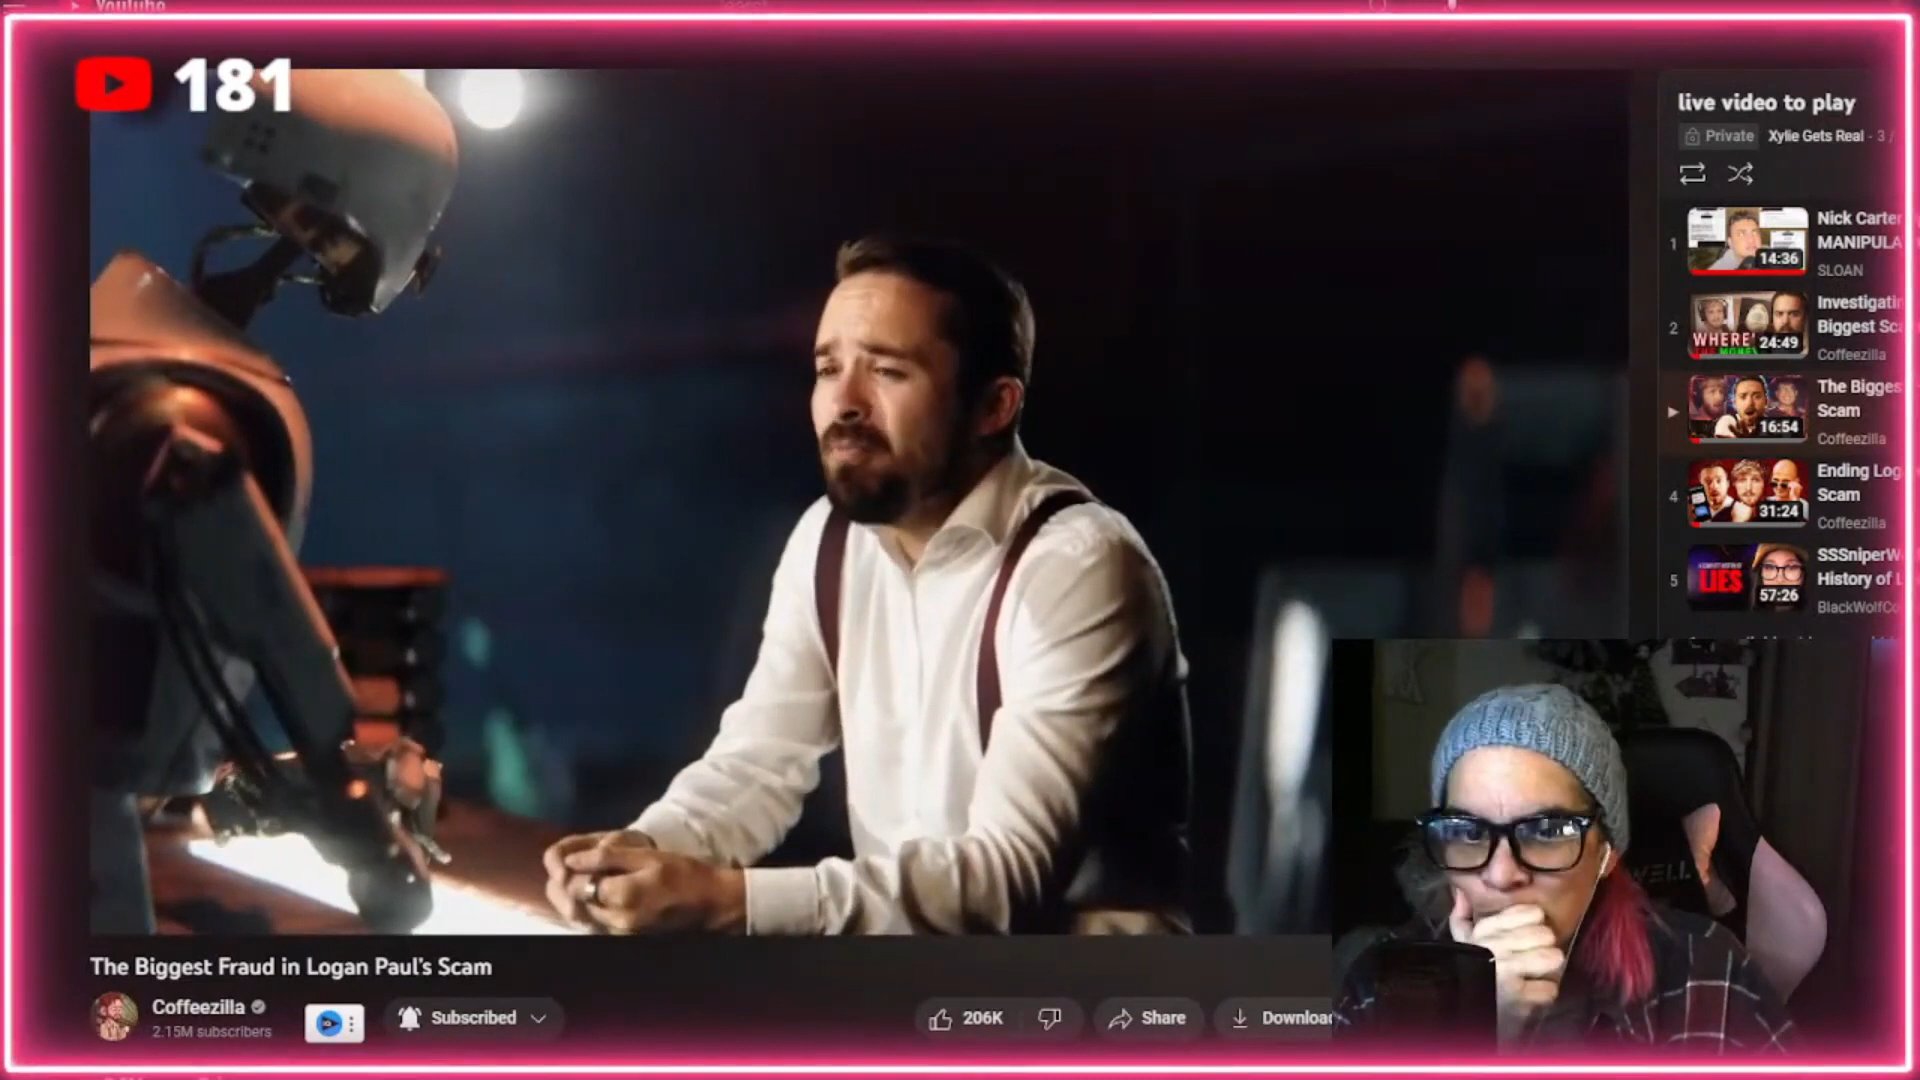 Youtube
181
live video to play
Private Xylie Gets Real - 3 /
1
Nick Carter
MANIPULA
SLOAN
14:36
2
Investigati
Biggest Sc
Coffeezilla
WHERE'
24:49
The Bigges
Scam
Coffeezilla
16:54
4
Ending Log
Scam
Coffeezilla
31:24
5
SSSniperW
History of L
BlackWolfCo
LIES
57:26
The Biggest Fraud in Logan Paul's Scam
Coffeezilla
2.15M subscribers
Subscribed
206K
Share
Download